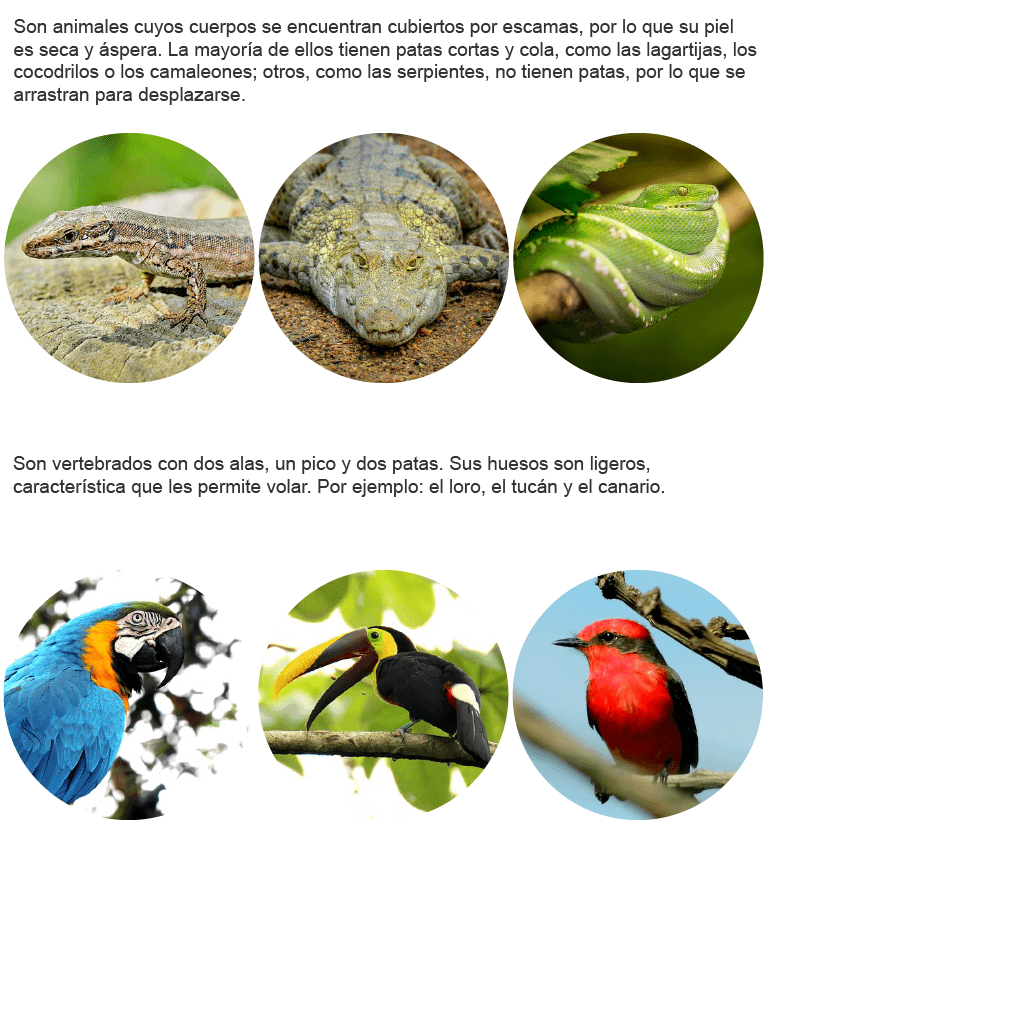 Son animales cuyos cuerpos se encuentran cubiertos por escamas, por lo que su piel
es seca y áspera. La mayoría de ellos tienen patas cortas y cola, como las lagartijas, los
cocodrilos o los camaleones; otros, como las serpientes, no tienen patas, por lo que se
arrastran para desplazarse.
Son vertebrados con dos alas, un pico y dos patas. Sus huesos son ligeros,
característica que les permite volar. Por ejemplo: el loro, el tucán y el canario.